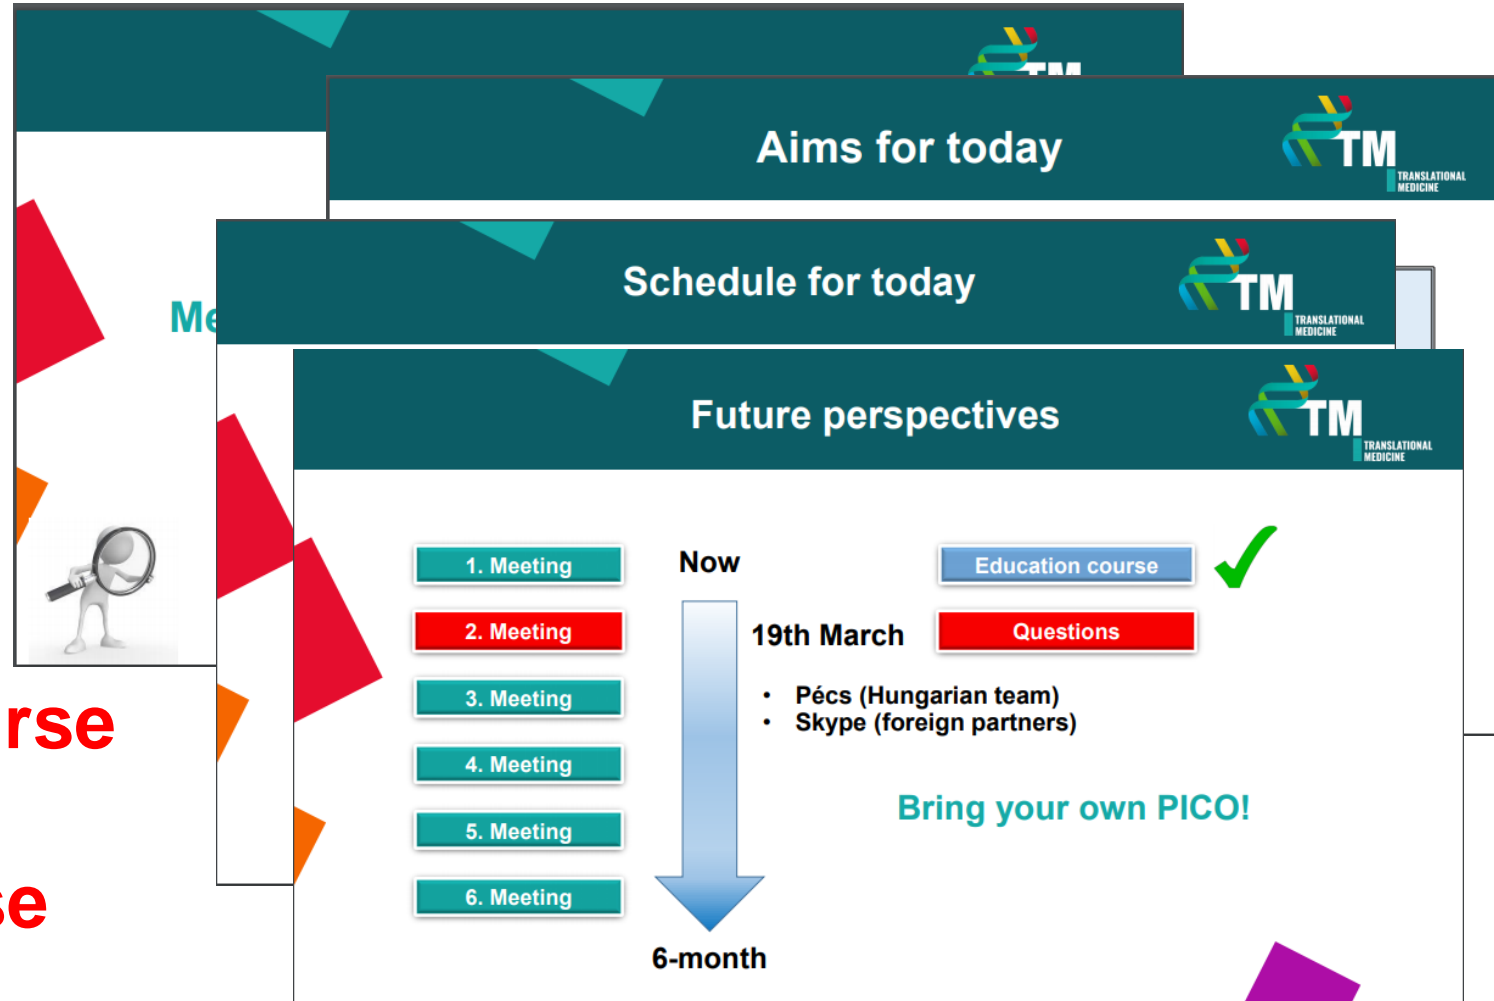 TM
Aims for today
TM
TRANSLATIONAL
MEDICINE
Schedule for today
TM
TRANSLATIONAL
MEDICINE
Me
Future perspectives
TM
TRANSLATIONAL
MEDICINE
1. Meeting
Now
Education course
2. Meeting
19th March
Questions
3. Meeting
• Pécs (Hungarian team)
• Skype (foreign partners)
rse
4. Meeting
Bring your own PICO!
5. Meeting
6. Meeting
se
6-month